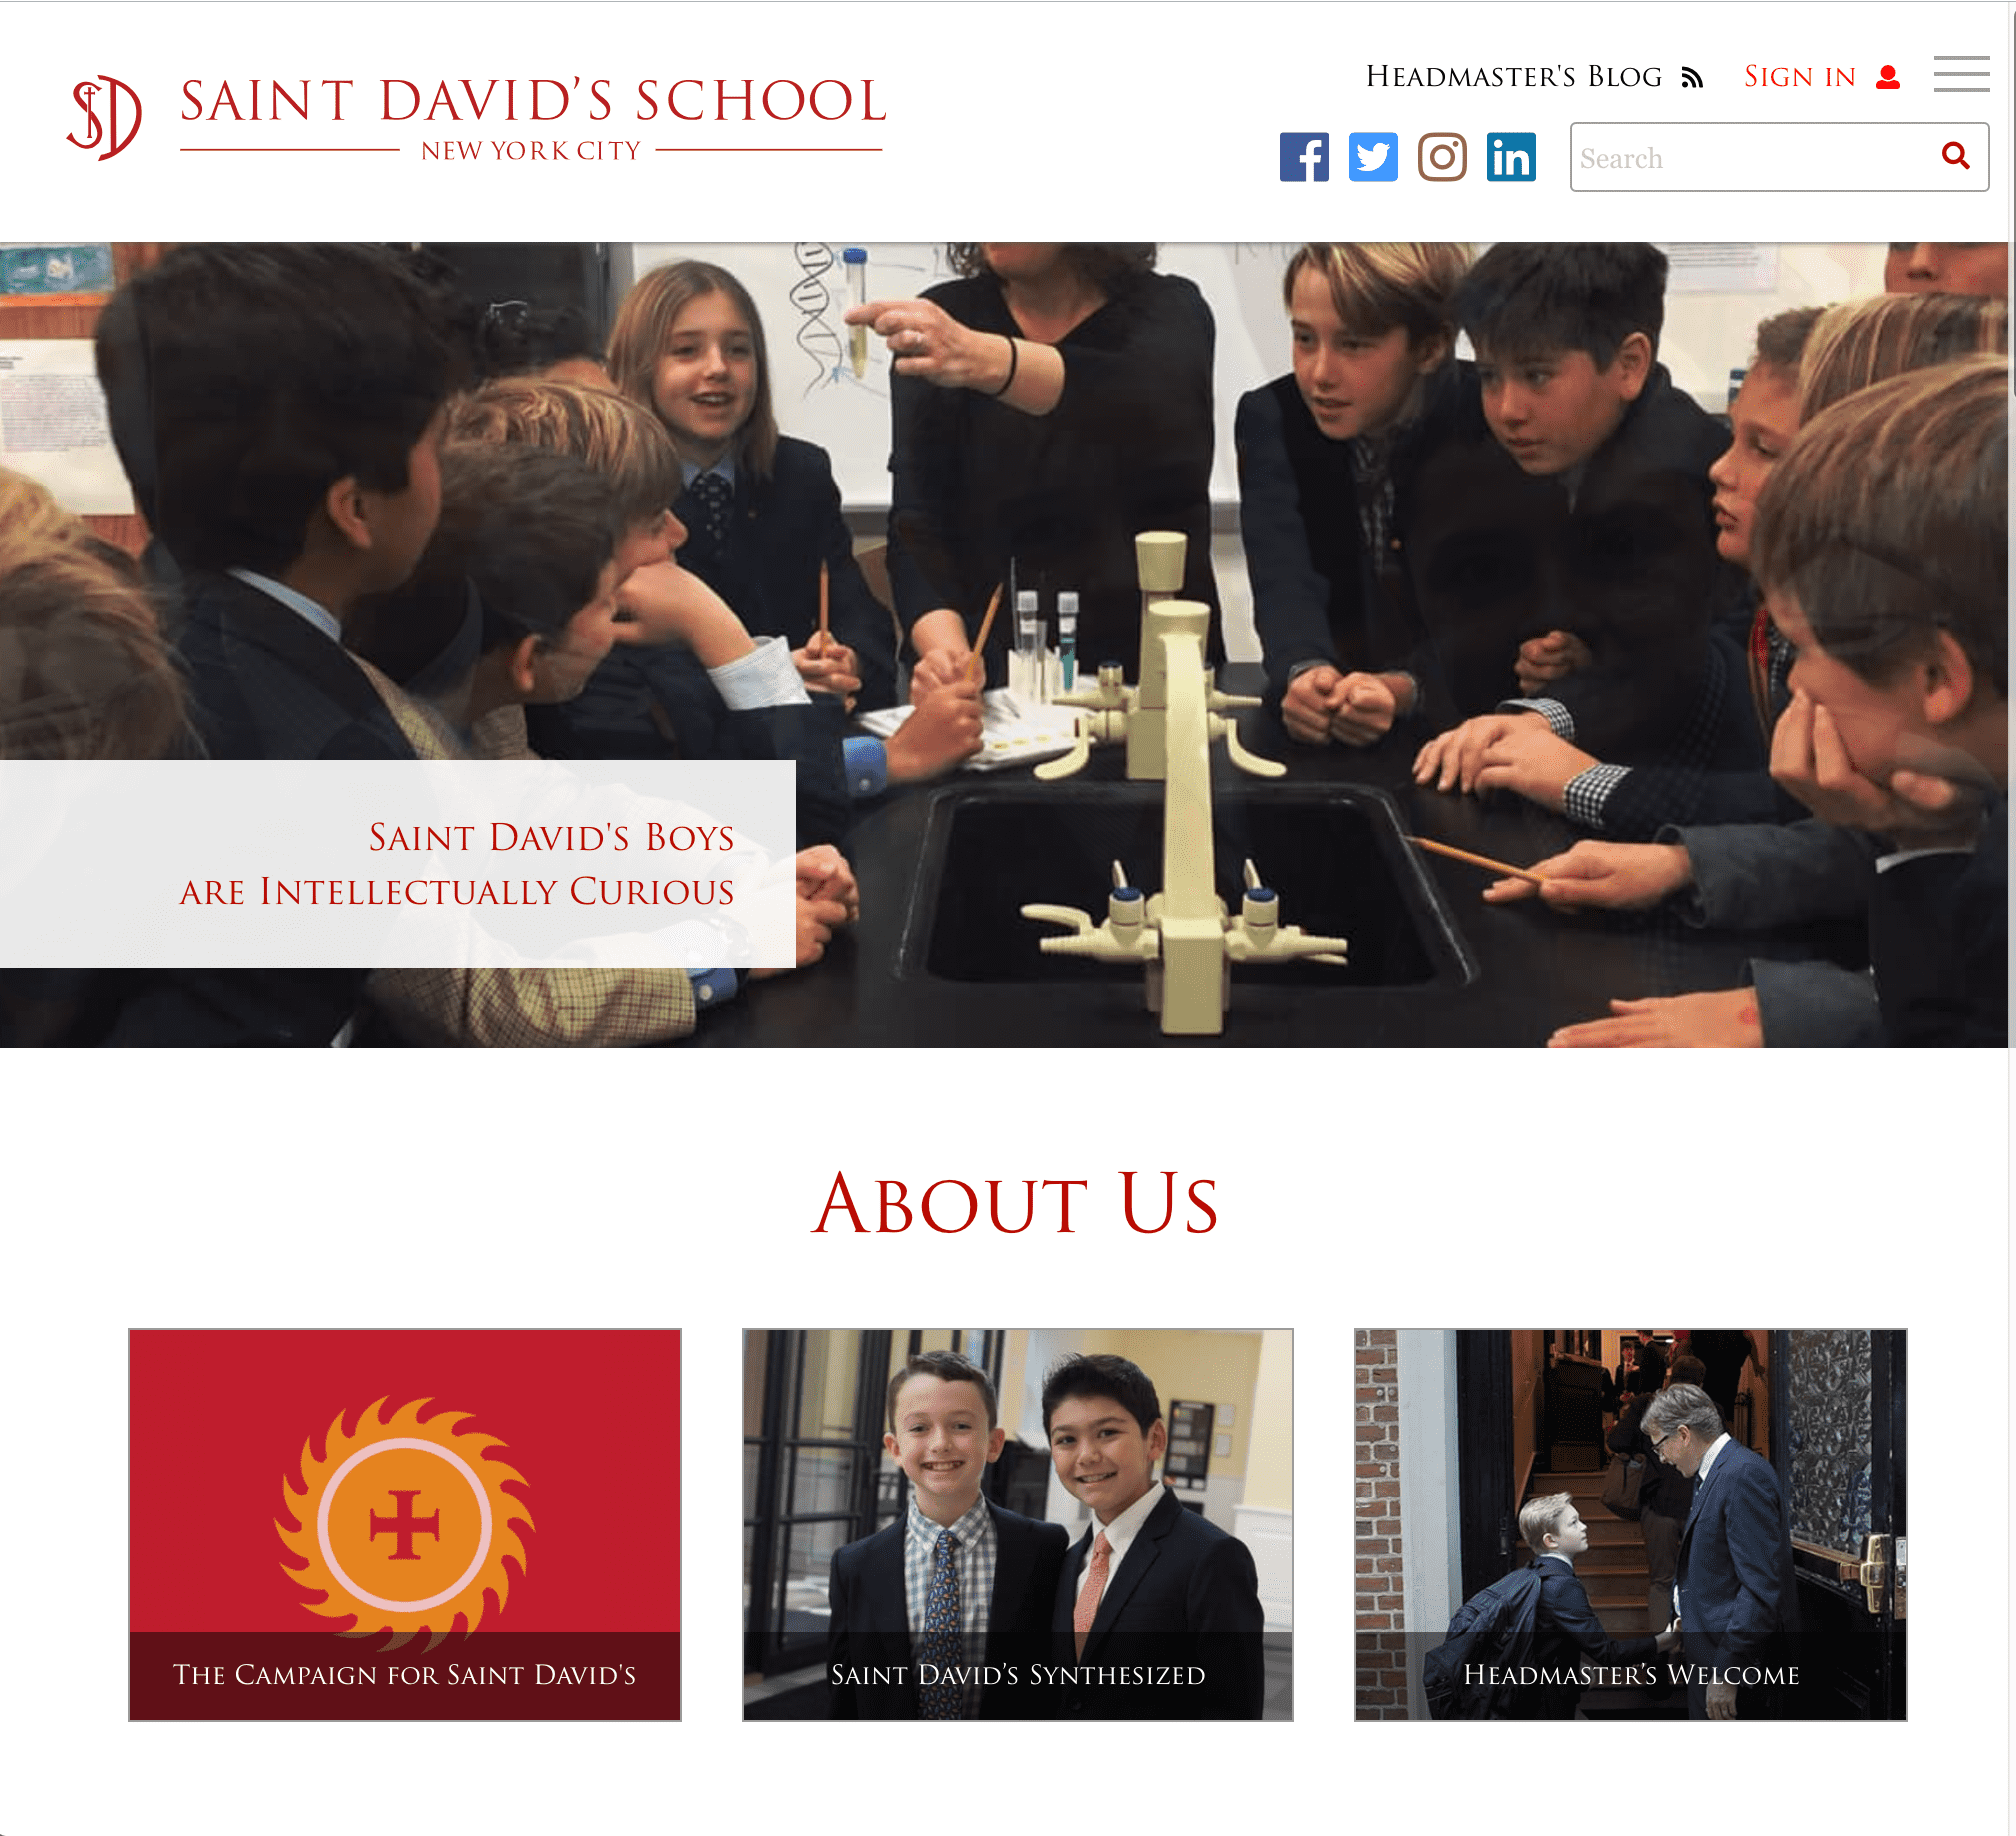 SAINT DAVID'S SCHOOL
NEW YORK CITY
Headmaster's Blog
Sign in
Search
Saint David's Boys
are Intellectually Curious
About Us
The Campaign for Saint David's
Saint David’s Synthesized
Headmaster’s Welcome